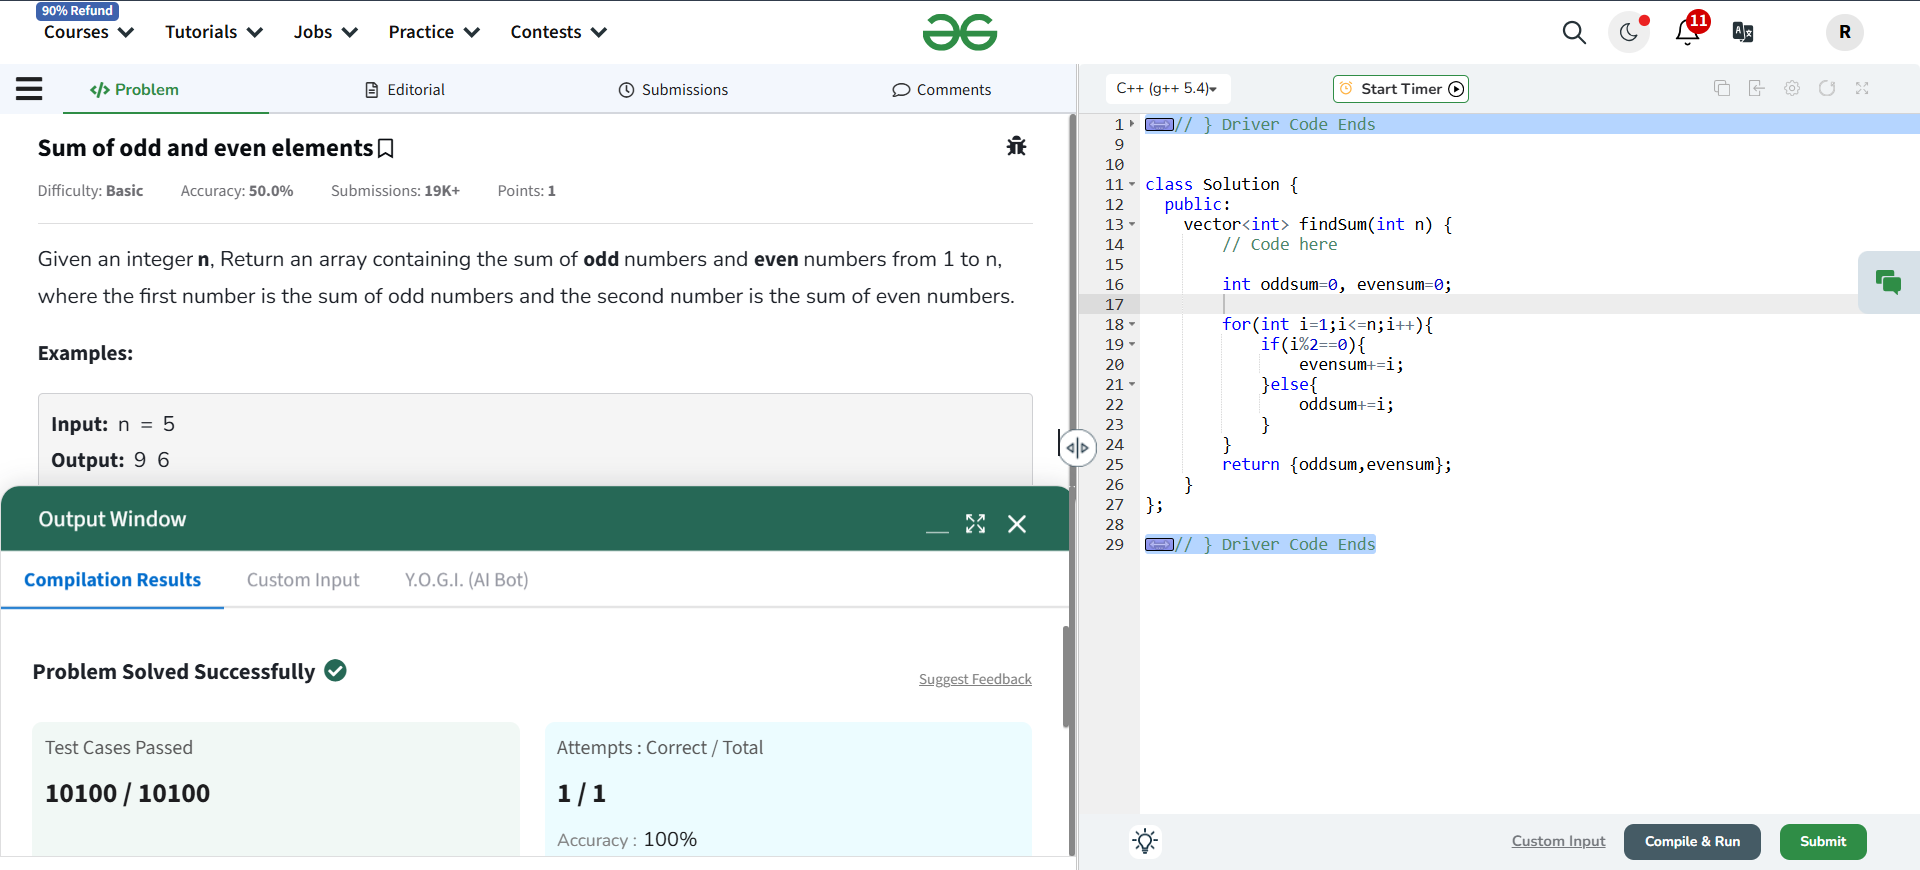 90% Refund
Courses Tutorials Jobs Practice Contests
11
R
Problem Editorial Submissions Comments
C++ (g++ 5.4) Start Timer
Sum of odd and even elements
Difficulty: Basic Accuracy: 50.0% Submissions: 19K+ Points: 1
Given an integer n, Return an array containing the sum of odd numbers and even numbers from 1 to n,
where the first number is the sum of odd numbers and the second number is the sum of even numbers.
Examples:
Input: n = 5
Output: 9 6
Output Window
Compilation Results Custom Input Y.O.G.I. (AI Bot)
Problem Solved Successfully
Suggest Feedback
Test Cases Passed
10100 / 10100
Attempts : Correct / Total
1 / 1
Accuracy : 100%
1 // } Driver Code Ends
9
10
11 class Solution {
12 public:
13 vector<int> findSum(int n) {
14 // Code here
15
16 int oddsum=0, evensum=0;
17
18 for(int i=1;i<=n;i++){
19 if(i%2==0){
20 evensum+=i;
21 }else{
22 oddsum+=i;
23 }
24 }
25 return {oddsum,evensum};
26 }
27 };
28
29 // } Driver Code Ends
Custom Input Compile & Run Submit